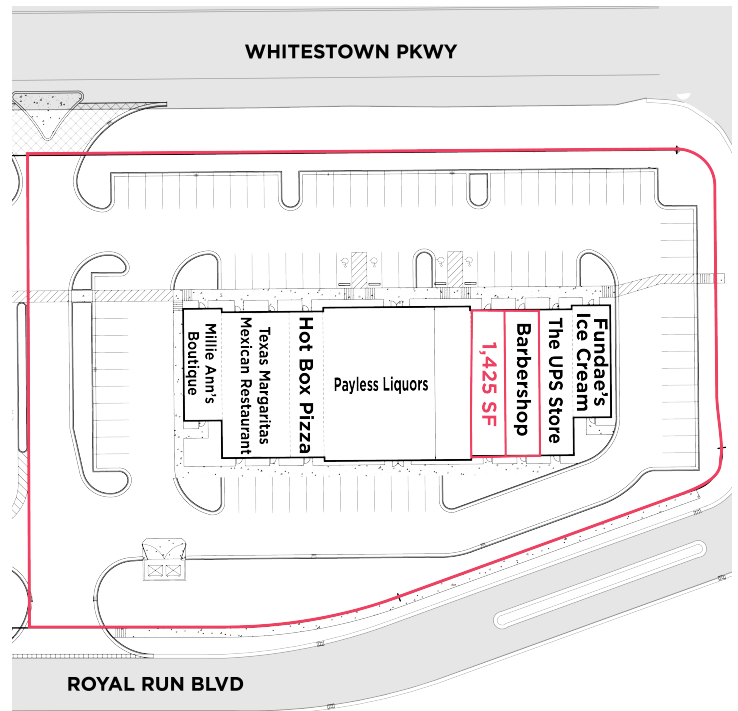 WHITESTOWN PKWY
Millie Ann's
Boutique
Texas Margaritas
Mexican Restaurant
Hot Box Pizza
Payless Liquors
1,425 SF
Barbershop
The UPS Store
Fundae's
Ice Cream
ROYAL RUN BLVD